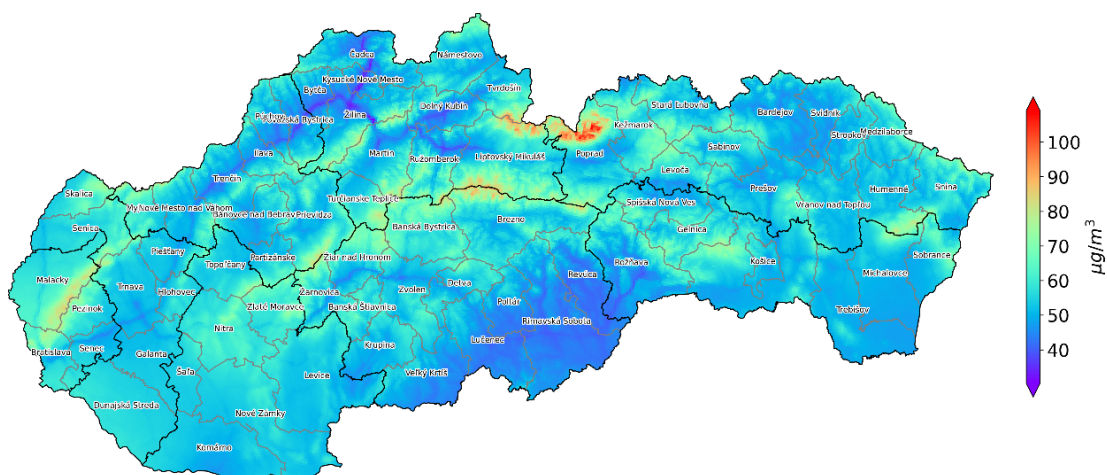 Čadca
Námestovo
Kysucké Nové Mesto
Tvrdošín
Bytča
Dolný Kubín
Stará Ľubovňa
Púchov
Považská Bystrica
Žilina
Kežmarok
Bardejov
Svidník
Stropkov
Medzilaborce
Ilava
Martin
Ružomberok
Liptovský Mikuláš
Poprad
Sabinov
Levoča
Trenčín
Prešov
Humenné
Snina
Skalica
Turčianske Teplice
Spišská Nová Ves
Vranov nad Topľou
Nové Mesto nad Váhom
Bánovce nad Bebravou
Prievidza
Senica
Banská Bystrica
Brezno
Gelnica
Piešťany
Partizánske
Žiar nad Hronom
Rožňava
Košice
Sobrance
Topoľčany
Revúca
Michalovce
Malacky
Trnava
Hlohovec
Žarnovica
Zvolen
Detva
Pezinok
Zlaté Moravce
Banská Štiavnica
Poltár
Trebišov
Nitra
Rimavská Sobota
Bratislava
Senec
Galanta
Krupina
Lučenec
Šaľa
Levice
Veľký Krtíš
Dunajská Streda
Nové Zámky
Komárno
100
90
80
70
60
50
40
µg/m³